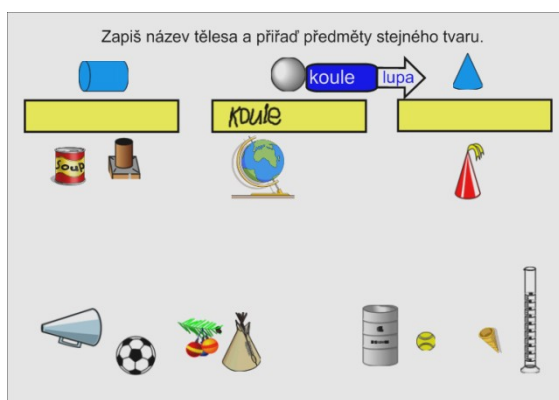 Zapiš název tělesa a přiřaď předměty stejného tvaru.
koule lupa
koule
Soup